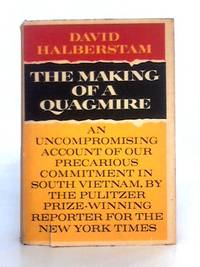 DAVID
HALBERSTAM
THE MAKING
OF A
QUAGMIRE
AN
UNCOMPROMISING
ACCOUNT OF OUR
PRECARIOUS
COMMITMENT IN
SOUTH VIETNAM, BY
THE PULITZER
PRIZE-WINNING
REPORTER FOR THE
NEW YORK TIMES